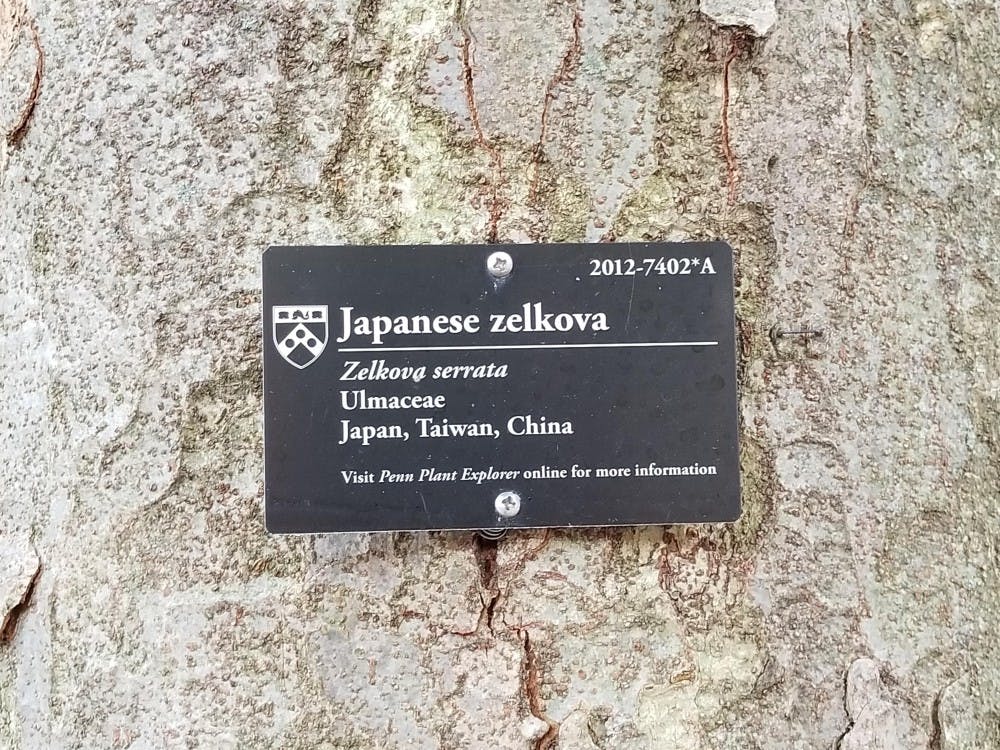 2012-7402*A
Japanese zelkova
Zelkova serrata
Ulmaceae
Japan, Taiwan, China
Visit Penn Plant Explorer online for more information